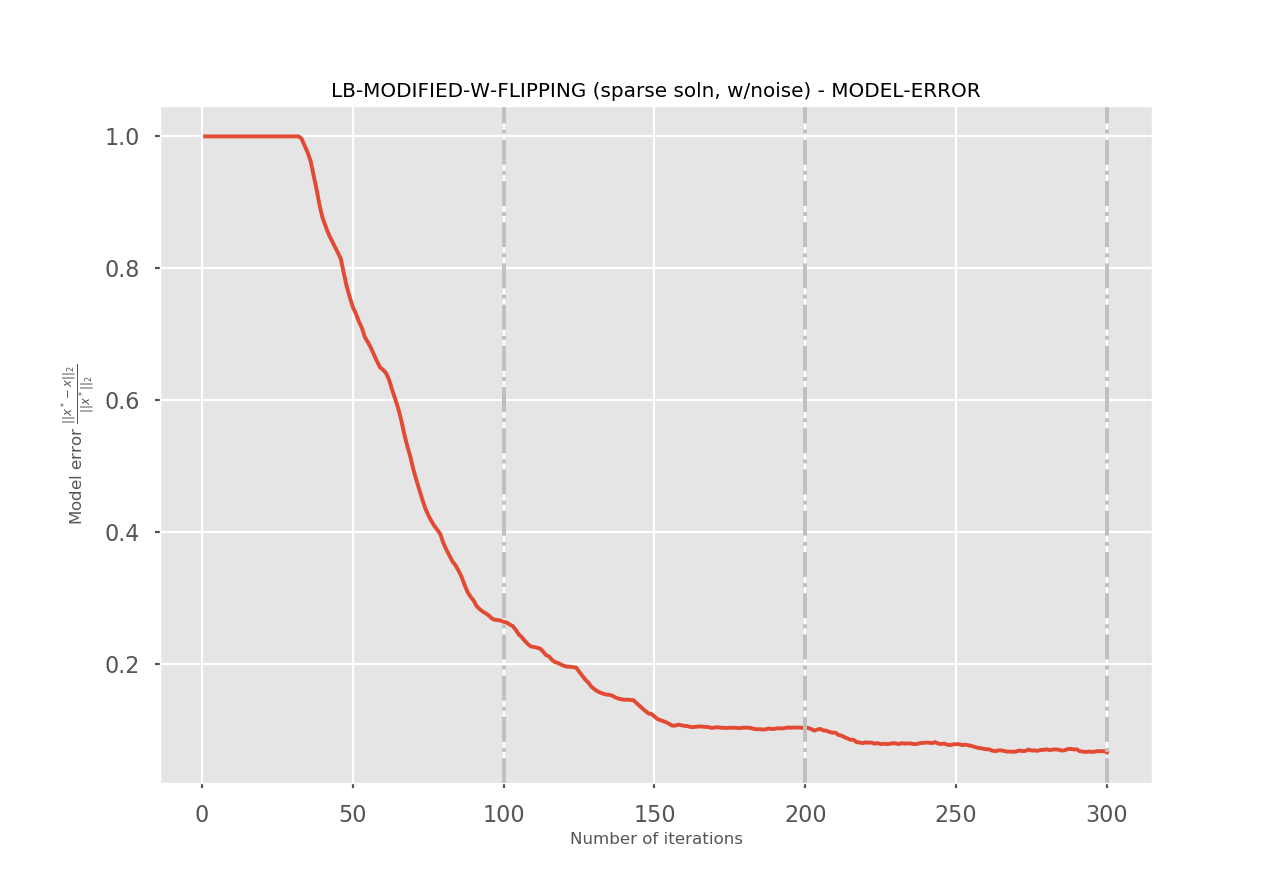 LB-MODIFIED-W-FLIPPING (sparse soln, w/noise) - MODEL-ERROR
1.0
0.8
0.6
0.4
0.2
Model error ||x* − x||₂ / ||x*||₂
0 50 100 150 200 250 300
Number of iterations